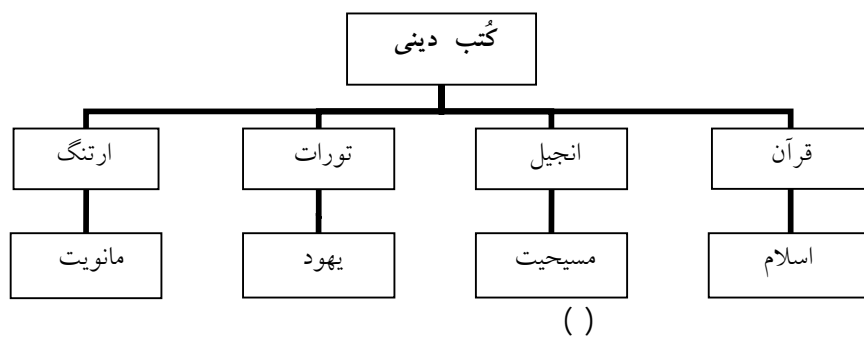 کُتب دینی
قرآن
انجیل
تورات
ارتنگ
اسلام
مسیحیت
یهود
مانویت
( )